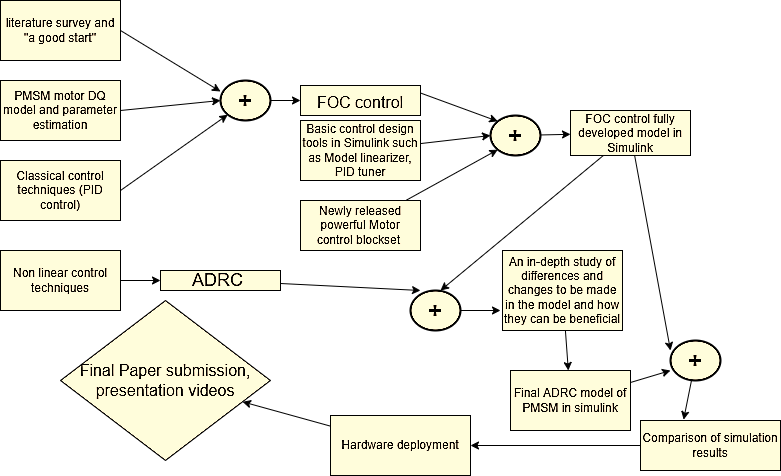 literature survey and
"a good start"
PMSM motor DQ
model and parameter
estimation
Classical control
techniques (PID
control)
+
FOC control
Basic control design
tools in Simulink such
as Model linearizer,
PID tuner
Newly released
powerful Motor
control blockset
+
FOC control fully
developed model in
Simulink
Non linear control
techniques
ADRC
+
An in-depth study of
differences and
changes to be made
in the model and how
they can be beneficial
Final ADRC model of
PMSM in simulink
+
Comparison of simulation
results
Hardware deployment
Final Paper submission,
presentation videos